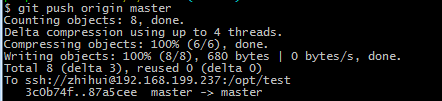 $ git push origin master
Counting objects: 8, done.
Delta compression using up to 4 threads.
Compressing objects: 100% (6/6), done.
Writing objects: 100% (8/8), 680 bytes | 0 bytes/s, done.
Total 8 (delta 3), reused 0 (delta 0)
To ssh://zhihui@192.168.199.237:/opt/test
   3c0b74f..87a5cee  master -> master